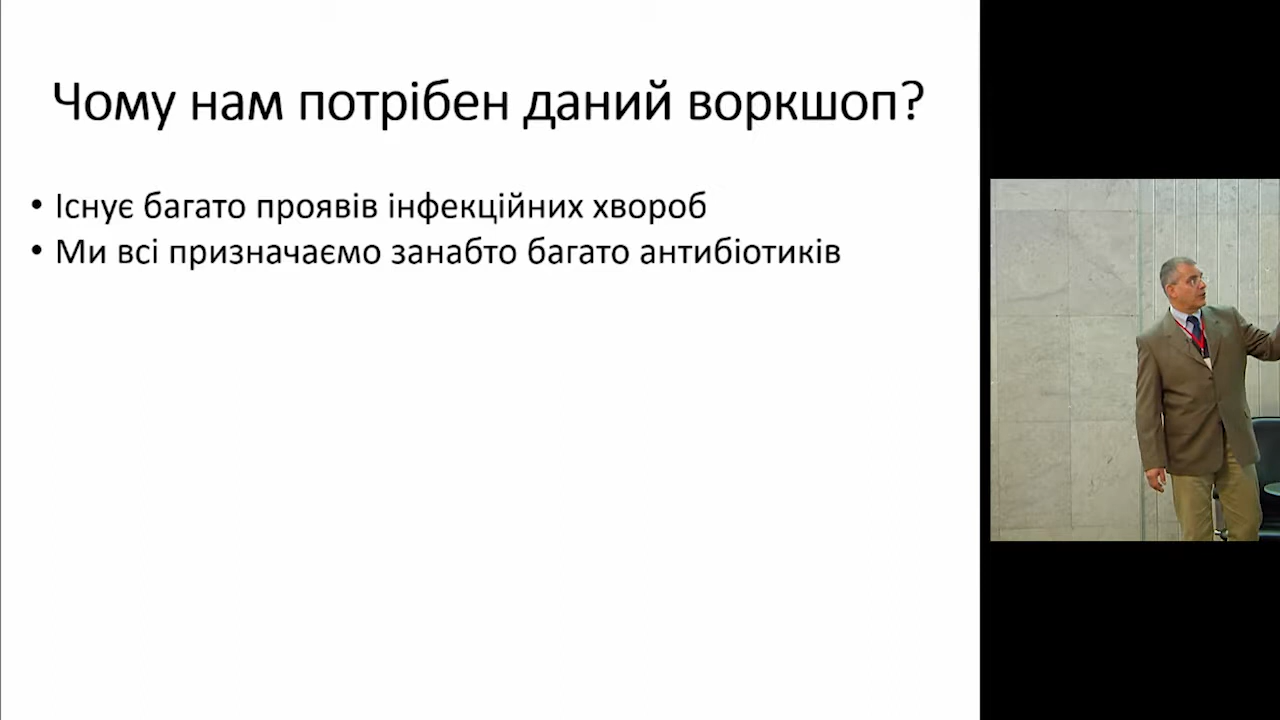 Чому нам потрібен даний воркшоп?
• Існує багато проявів інфекційних хвороб
• Ми всі призначаємо занабто багато антибіотиків